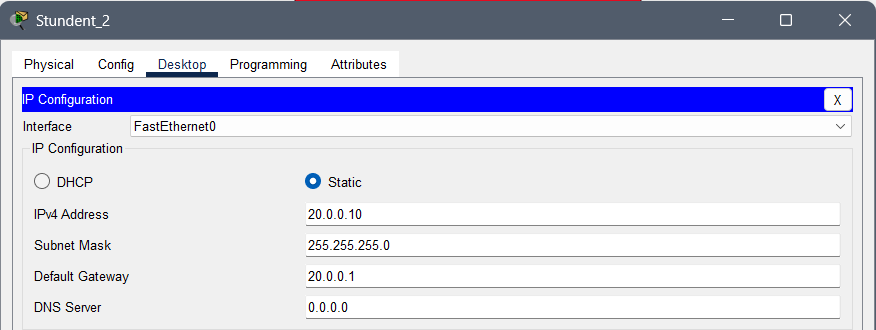 Stundent_2
Physical Config Desktop Programming Attributes
IP Configuration X
Interface FastEthernet0
IP Configuration
DHCP Static
IPv4 Address 20.0.0.10
Subnet Mask 255.255.255.0
Default Gateway 20.0.0.1
DNS Server 0.0.0.0